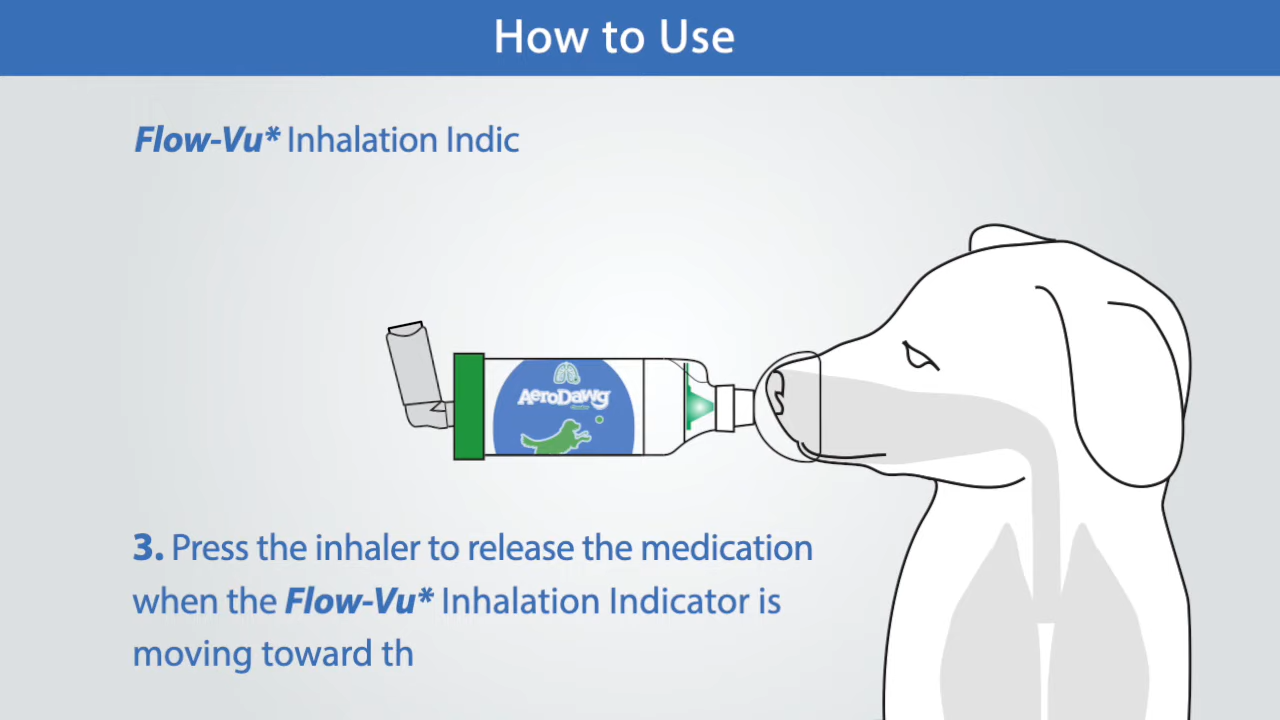 How to Use
Flow-Vu* Inhalation Indic
AeroDawg
3. Press the inhaler to release the medication
when the Flow-Vu* Inhalation Indicator is
moving toward th